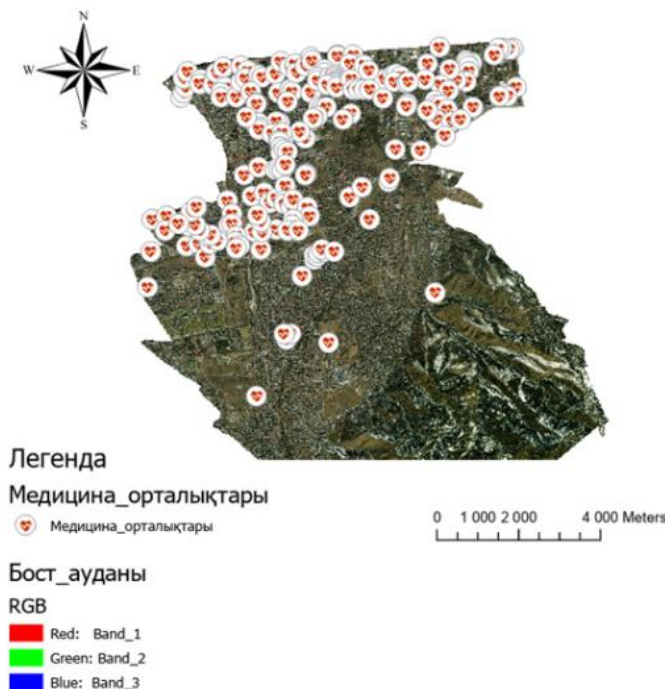 N
W E
S
Легенда
Медицина_орталықтары
Медицина_орталықтары
0 1 000 2 000 4 000 Meters
Бост_ауданы
RGB
Red: Band_1
Green: Band_2
Blue: Band_3